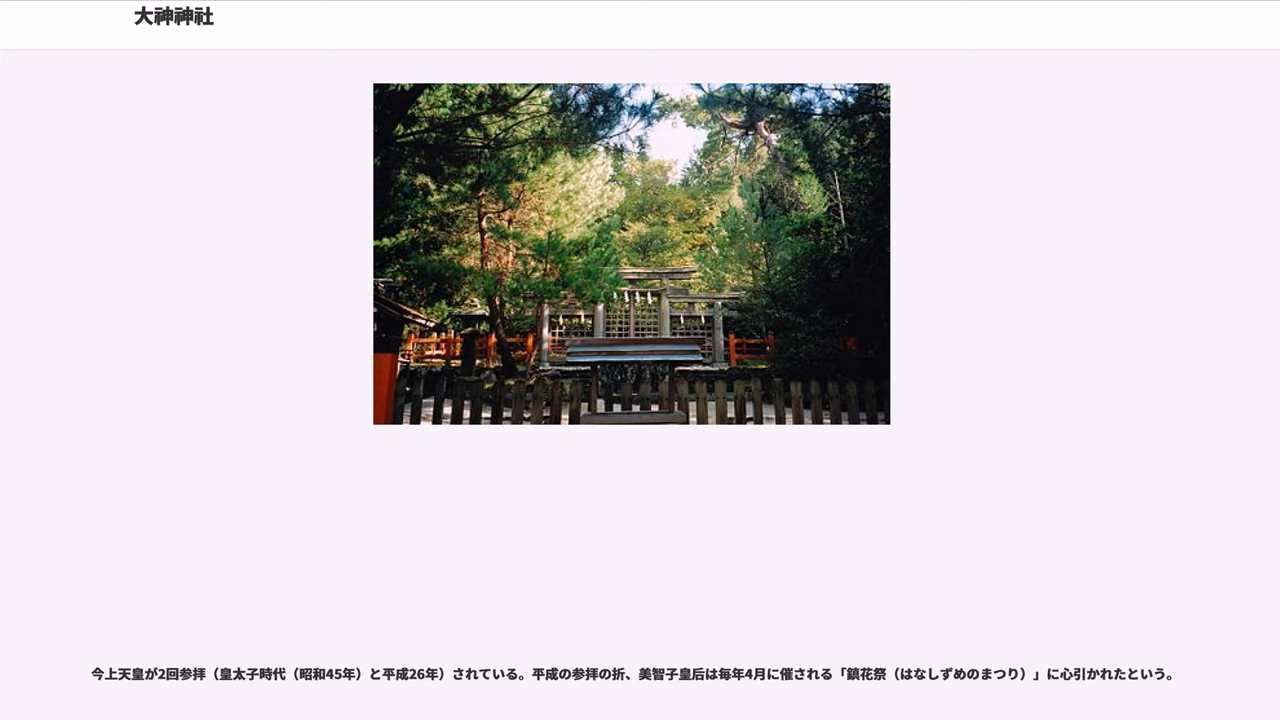 大神神社
今上天皇が2回参拝（皇太子時代（昭和45年）と平成26年）されている。平成の参拝の折、美智子皇后は毎年4月に催される「鎮花祭（はなしずめのまつり）」に心引かれたという。